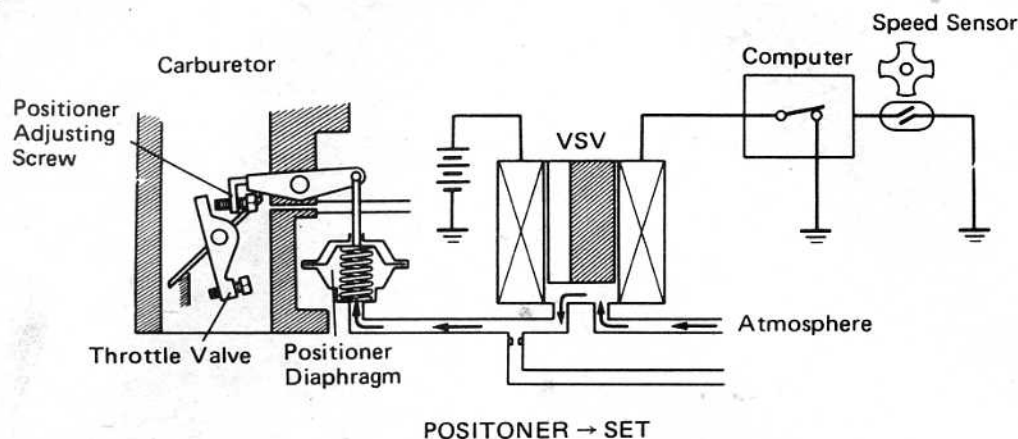 Speed Sensor
Computer
Carburetor
Positioner
Adjusting
Screw
VSV
Atmosphere
Throttle Valve
Positioner
Diaphragm
POSITONER → SET